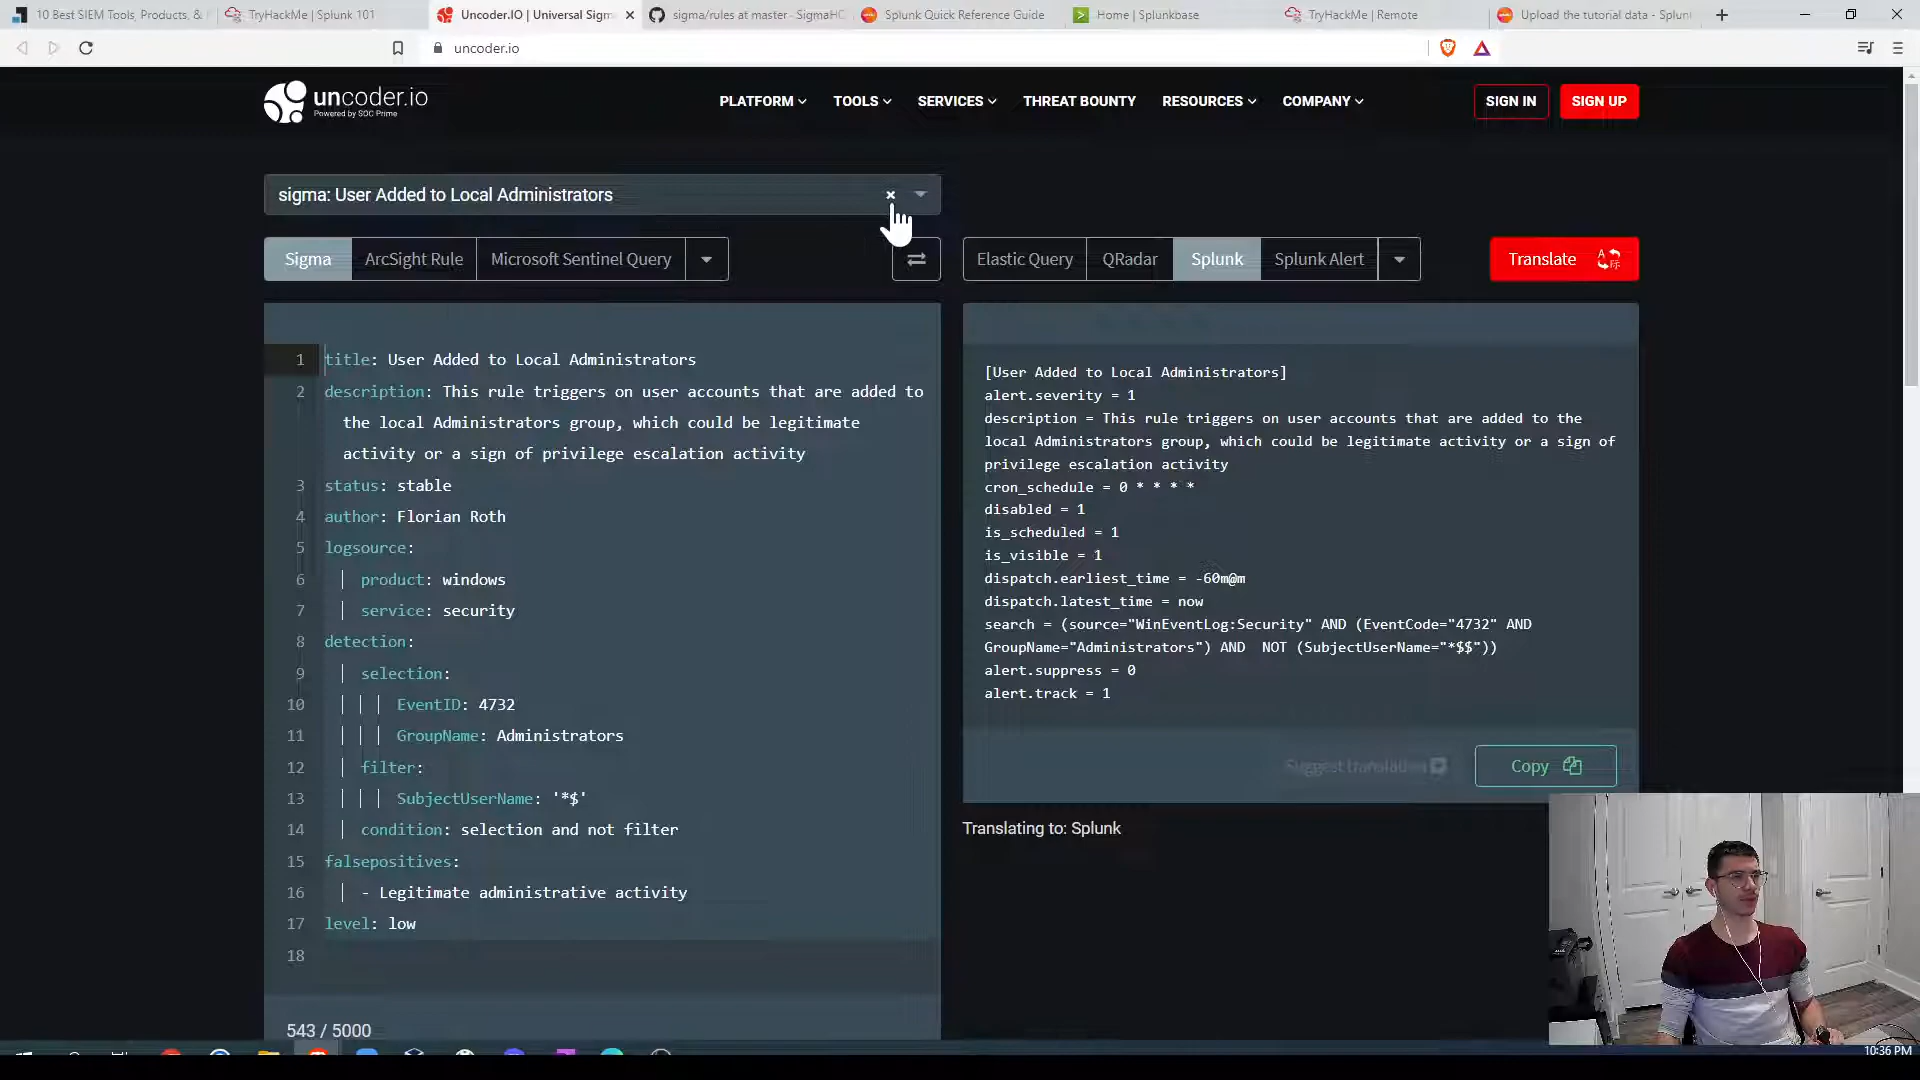 10 Best SIEM Tools, Products, &
TryHackMe | Splunk 101
Uncoder.IO | Universal Sigma
sigma/rules at master · SigmaHQ
Splunk Quick Reference Guide
Home | Splunkbase
TryHackMe | Remote
Upload the tutorial data - Splun
uncoder.io
uncoder.io
Powered by SOC Prime
PLATFORM
TOOLS
SERVICES
THREAT BOUNTY
RESOURCES
COMPANY
SIGN IN
SIGN UP
sigma: User Added to Local Administrators
Sigma
ArcSight Rule
Microsoft Sentinel Query
Elastic Query
QRadar
Splunk
Splunk Alert
Translate
1 title: User Added to Local Administrators
2 description: This rule triggers on user accounts that are added to
the local Administrators group, which could be legitimate
activity or a sign of privilege escalation activity
3 status: stable
4 author: Florian Roth
5 logsource:
6 product: windows
7 service: security
8 detection:
9 selection:
10 EventID: 4732
11 GroupName: Administrators
12 filter:
13 SubjectUserName: '*$'
14 condition: selection and not filter
15 falsepositives:
16 - Legitimate administrative activity
17 level: low
18
543 / 5000
[User Added to Local Administrators]
alert.severity = 1
description = This rule triggers on user accounts that are added to the
local Administrators group, which could be legitimate activity or a sign of
privilege escalation activity
cron_schedule = 0 * * * *
disabled = 1
is_scheduled = 1
is_visible = 1
dispatch.earliest_time = -60m@m
dispatch.latest_time = now
search = (source="WinEventLog:Security" AND (EventCode="4732" AND
GroupName="Administrators") AND  NOT (SubjectUserName="*$$"))
alert.suppress = 0
alert.track = 1
Suggest translation
Copy
Translating to: Splunk
10:36 PM